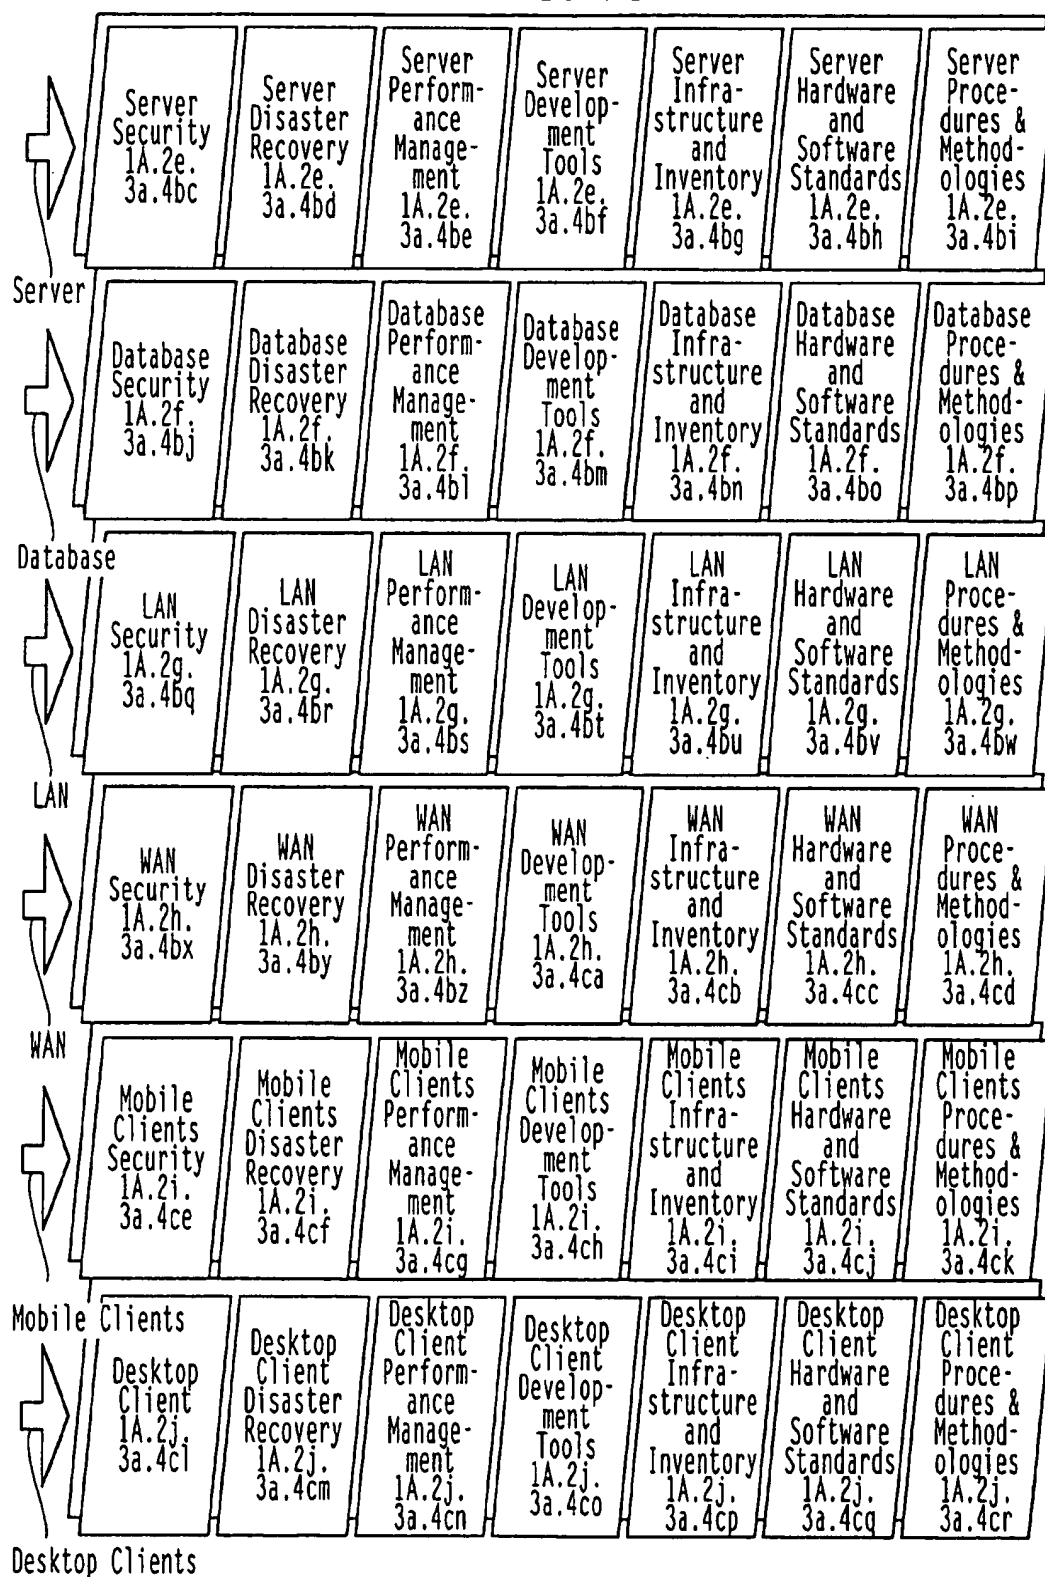 Server
Security
1A.2e.
3a.4bc
Server
Disaster
Recovery
1A.2e.
3a.4bd
Server
Perform-
ance
Manage-
ment
1A.2e.
3a.4be
Server
Develop-
ment
Tools
1A.2e.
3a.4bf
Server
Infra-
structure
and
Inventory
1A.2e.
3a.4bg
Server
Hardware
and
Software
Standards
1A.2e.
3a.4bh
Server
Proce-
dures &
Method-
ologies
1A.2e.
3a.4bi
Server
Database
Security
1A.2f.
3a.4bj
Database
Disaster
Recovery
1A.2f.
3a.4bk
Database
Perform-
ance
Manage-
ment
1A.2f.
3a.4bl
Database
Develop-
ment
Tools
1A.2f.
3a.4bm
Database
Infra-
structure
and
Inventory
1A.2f.
3a.4bn
Database
Hardware
and
Software
Standards
1A.2f.
3a.4bo
Database
Proce-
dures &
Method-
ologies
1A.2f.
3a.4bp
Database
LAN
Security
1A.2g.
3a.4bq
LAN
Disaster
Recovery
1A.2g.
3a.4br
LAN
Perform-
ance
Manage-
ment
1A.2g.
3a.4bs
LAN
Develop-
ment
Tools
1A.2g.
3a.4bt
LAN
Infra-
structure
and
Inventory
1A.2g.
3a.4bu
LAN
Hardware
and
Software
Standards
1A.2g.
3a.4bv
LAN
Proce-
dures &
Method-
ologies
1A.2g.
3a.4bw
LAN
WAN
Security
1A.2h.
3a.4bx
WAN
Disaster
Recovery
1A.2h.
3a.4by
WAN
Perform-
ance
Manage-
ment
1A.2h.
3a.4bz
WAN
Develop-
ment
Tools
1A.2h.
3a.4ca
WAN
Infra-
structure
and
Inventory
1A.2h.
3a.4cb
WAN
Hardware
and
Software
Standards
1A.2h.
3a.4cc
WAN
Proce-
dures &
Method-
ologies
1A.2h.
3a.4cd
WAN
Mobile
Clients
Security
1A.2i.
3a.4ce
Mobile
Clients
Disaster
Recovery
1A.2i.
3a.4cf
Mobile
Clients
Perform-
ance
Manage-
ment
1A.2i.
3a.4cg
Mobile
Clients
Develop-
ment
Tools
1A.2i.
3a.4ch
Mobile
Clients
Infra-
structure
and
Inventory
1A.2i.
3a.4ci
Mobile
Clients
Hardware
and
Software
Standards
1A.2i.
3a.4cj
Mobile
Clients
Proce-
dures &
Method-
ologies
1A.2i.
3a.4ck
Mobile Clients
Desktop
Client
1A.2j.
3a.4cl
Desktop
Client
Disaster
Recovery
1A.2j.
3a.4cm
Desktop
Client
Perform-
ance
Manage-
ment
1A.2j.
3a.4cn
Desktop
Client
Develop-
ment
Tools
1A.2j.
3a.4co
Desktop
Client
Infra-
structure
and
Inventory
1A.2j.
3a.4cp
Desktop
Client
Hardware
and
Software
Standards
1A.2j.
3a.4cq
Desktop
Client
Proce-
dures &
Method-
ologies
1A.2j.
3a.4cr
Desktop Clients